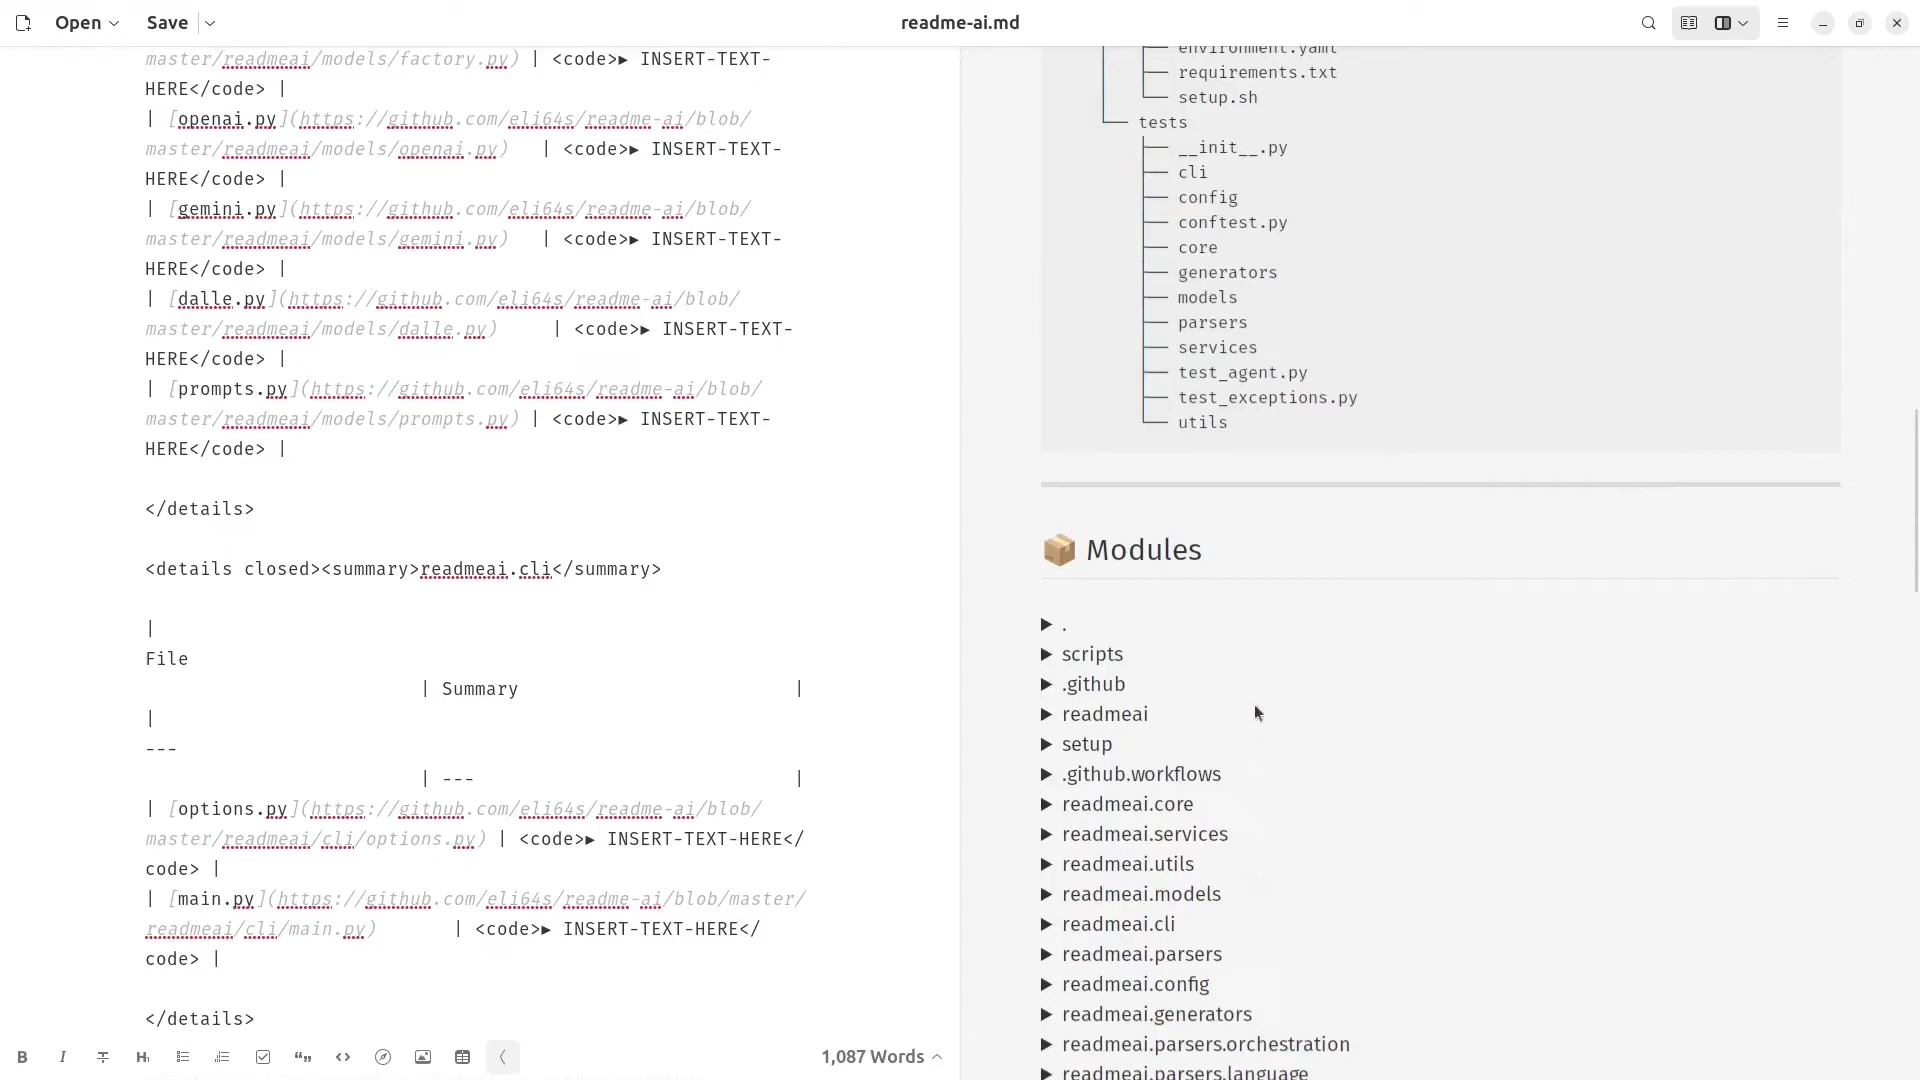 Open
Save
readme-ai.md
master/readmeai/models/factory.py) | <code>► INSERT-TEXT-
HERE</code> |
| [openai.py](https://github.com/eli64s/readme-ai/blob/
master/readmeai/models/openai.py) | <code>► INSERT-TEXT-
HERE</code> |
| [gemini.py](https://github.com/eli64s/readme-ai/blob/
master/readmeai/models/gemini.py) | <code>► INSERT-TEXT-
HERE</code> |
| [dalle.py](https://github.com/eli64s/readme-ai/blob/
master/readmeai/models/dalle.py) | <code>► INSERT-TEXT-
HERE</code> |
| [prompts.py](https://github.com/eli64s/readme-ai/blob/
master/readmeai/models/prompts.py) | <code>► INSERT-TEXT-
HERE</code> |
</details>
<details closed><summary>readmeai.cli</summary>
|
File
| Summary |
|
---
| --- |
| [options.py](https://github.com/eli64s/readme-ai/blob/
master/readmeai/cli/options.py) | <code>► INSERT-TEXT-HERE</
code> |
| [main.py](https://github.com/eli64s/readme-ai/blob/master/
readmeai/cli/main.py) | <code>► INSERT-TEXT-HERE</
code> |
</details>
B I T H1
1,087 Words
environment.yaml
├── requirements.txt
└── setup.sh
└── tests
├── __init__.py
├── cli
├── config
├── conftest.py
├── core
├── generators
├── models
├── parsers
├── services
├── test_agent.py
├── test_exceptions.py
└── utils
📦 Modules
▶ .
▶ scripts
▶ .github
▶ readmeai
▶ setup
▶ .github.workflows
▶ readmeai.core
▶ readmeai.services
▶ readmeai.utils
▶ readmeai.models
▶ readmeai.cli
▶ readmeai.parsers
▶ readmeai.config
▶ readmeai.generators
▶ readmeai.parsers.orchestration
▶ readmeai.parsers.language